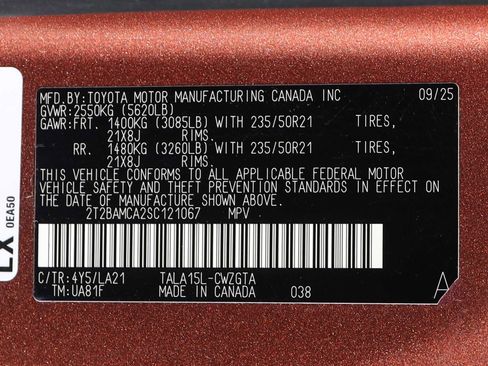 MFD.BY:TOYOTA MOTOR MANUFACTURING CANADA INC 09/25
GVWR:2550KG (5620LB)
GAWR:FRT. 1400KG (3085LB) WITH 235/50R21 TIRES,
21X8J RIMS.
RR. 1480KG (3260LB) WITH 235/50R21 TIRES,
21X8J RIMS.
THIS VEHICLE CONFORMS TO ALL APPLICABLE FEDERAL MOTOR
VEHICLE SAFETY AND THEFT PREVENTION STANDARDS IN EFFECT ON
THE DATE OF MANUFACTURE SHOWN ABOVE.
2T2BAMCA2SC121067 MPV
C/TR:4Y5/LA21 TALA15L-CWZGTA
TM:UA81F MADE IN CANADA 038 A
LX
0EA50